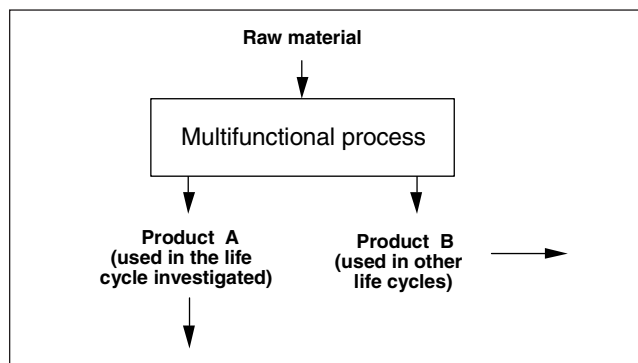 Raw material
Multifunctional process
Product A
(used in the life
cycle investigated)
Product B
(used in other
life cycles)